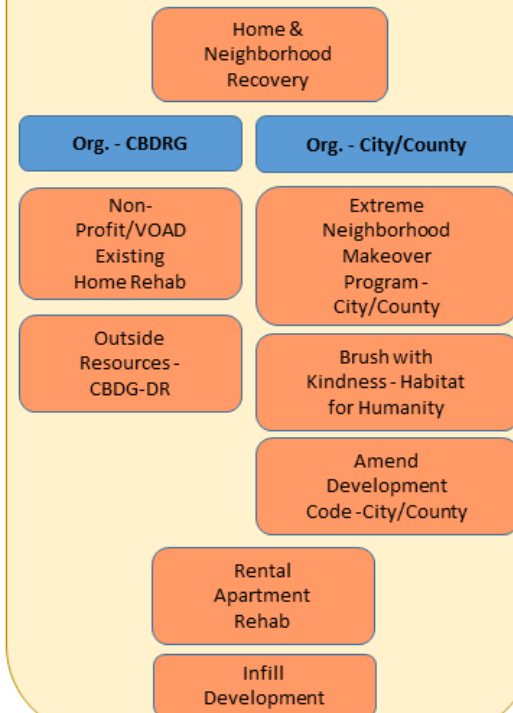 Home &
Neighborhood
Recovery
Org. - CBDRG
Org. - City/County
Non-
Profit/VOAD
Existing
Home Rehab
Outside
Resources -
CBDG-DR
Extreme
Neighborhood
Makeover
Program -
City/County
Brush with
Kindness - Habitat
for Humanity
Amend
Development
Code -City/County
Rental
Apartment
Rehab
Infill
Development